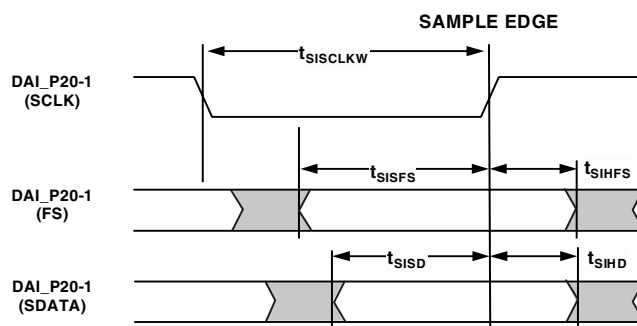 SAMPLE EDGE
tSISCLKW
DAI_P20-1
(SCLK)
tSISFS
tSIHFS
DAI_P20-1
(FS)
tSISD
tSIHD
DAI_P20-1
(SDATA)